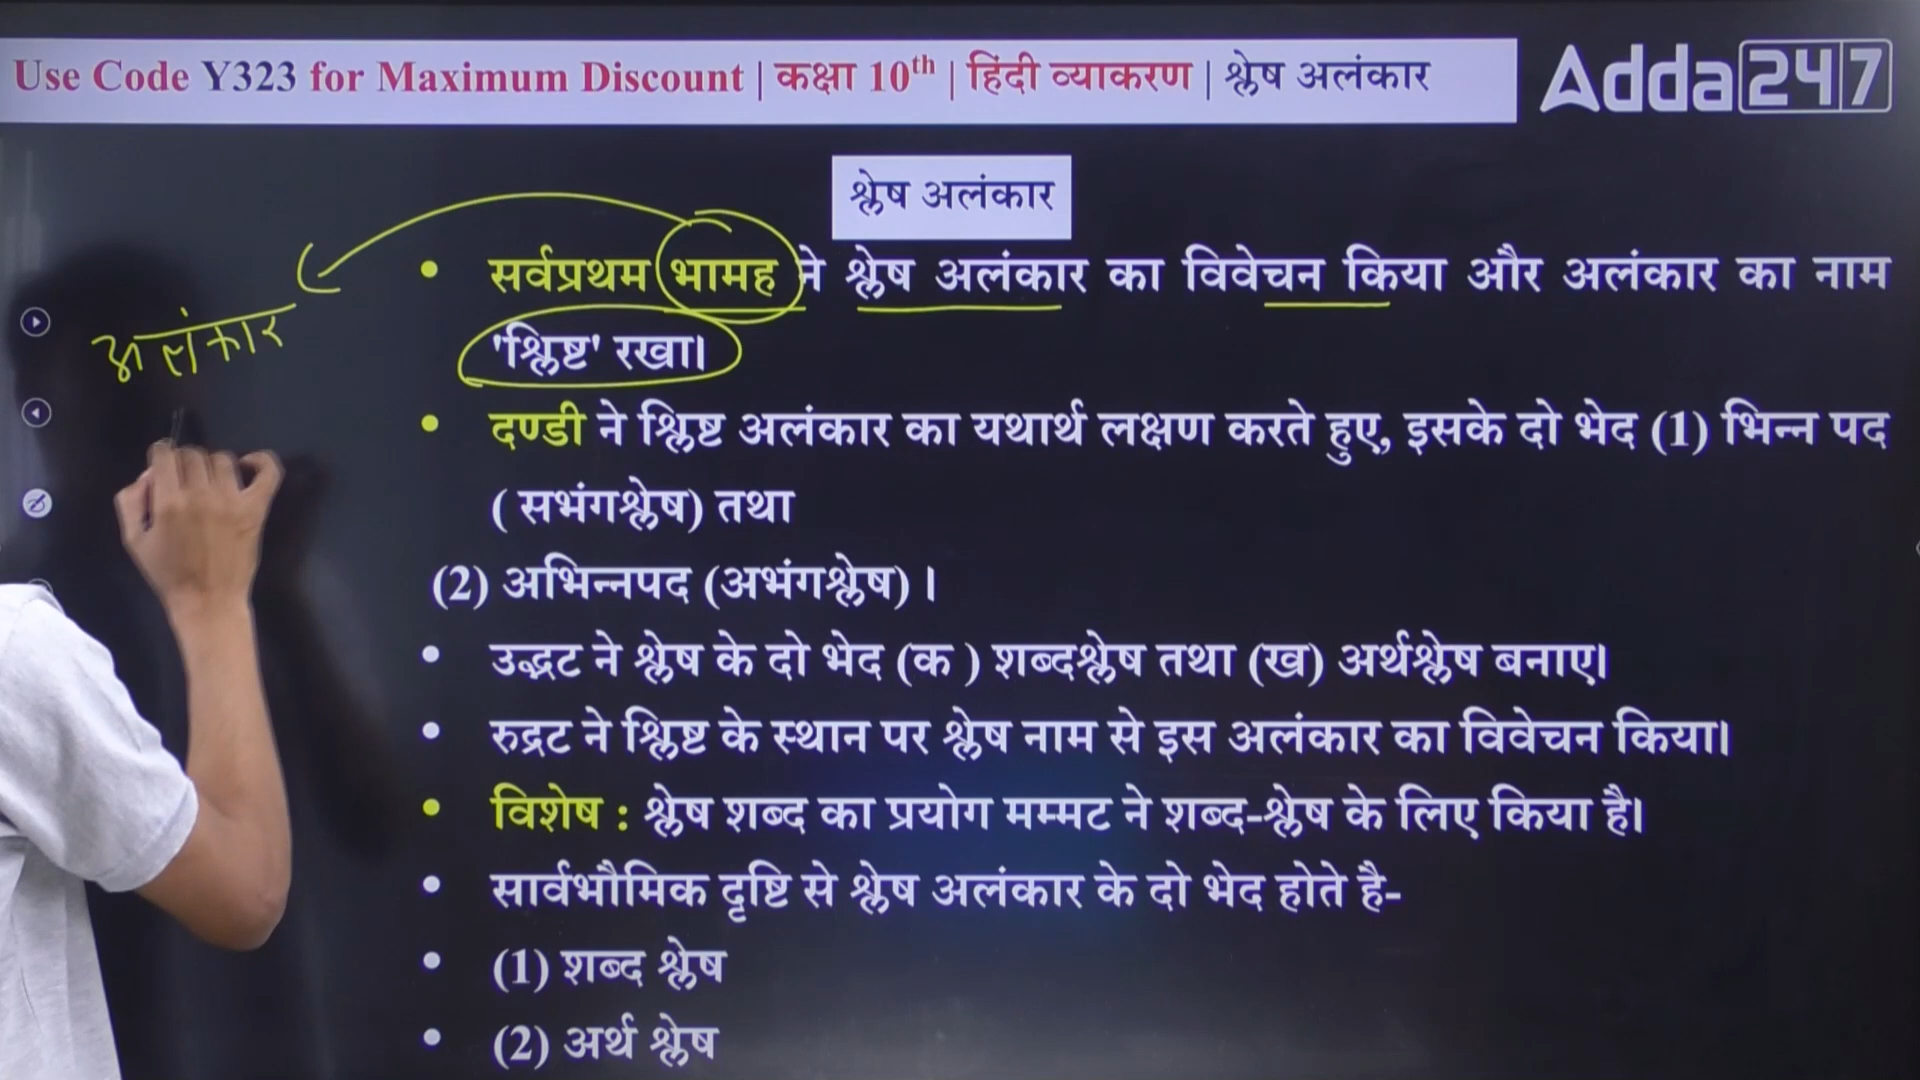 Use Code Y323 for Maximum Discount | कक्षा 10th | हिंदी व्याकरण | श्लेष अलंकार
Adda247
श्लेष अलंकार
• सर्वप्रथम भामह ने श्लेष अलंकार का विवेचन किया और अलंकार का नाम
'श्लिष्ट' रखा।
अलंकार
• दण्डी ने श्लिष्ट अलंकार का यथार्थ लक्षण करते हुए, इसके दो भेद (1) भिन्न पद
( सभंगश्लेष) तथा
(2) अभिन्नपद (अभंगश्लेष) ।
• उद्भट ने श्लेष के दो भेद (क ) शब्दश्लेष तथा (ख) अर्थश्लेष बनाए।
• रुद्रट ने श्लिष्ट के स्थान पर श्लेष नाम से इस अलंकार का विवेचन किया।
• विशेष : श्लेष शब्द का प्रयोग मम्मट ने शब्द-श्लेष के लिए किया है।
• सार्वभौमिक दृष्टि से श्लेष अलंकार के दो भेद होते है-
• (1) शब्द श्लेष
• (2) अर्थ श्लेष